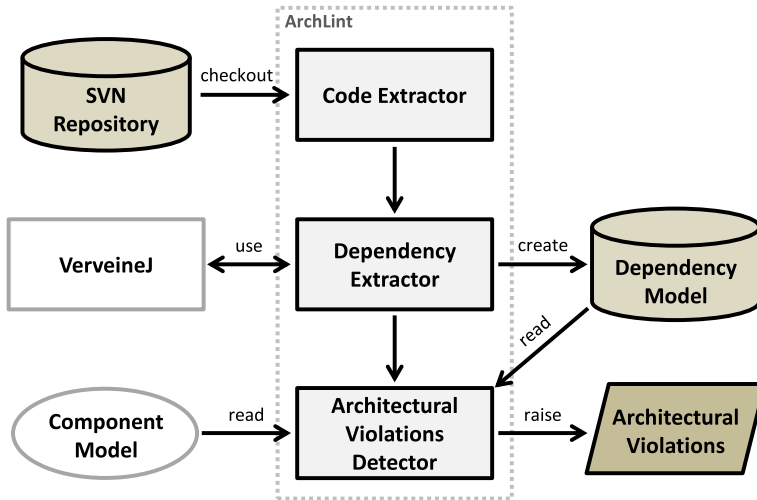 ArchLint
SVN
Repository
checkout
Code Extractor
VerveineJ
use
Dependency
Extractor
create
Dependency
Model
read
Component
Model
read
Architectural
Violations
Detector
raise
Architectural
Violations